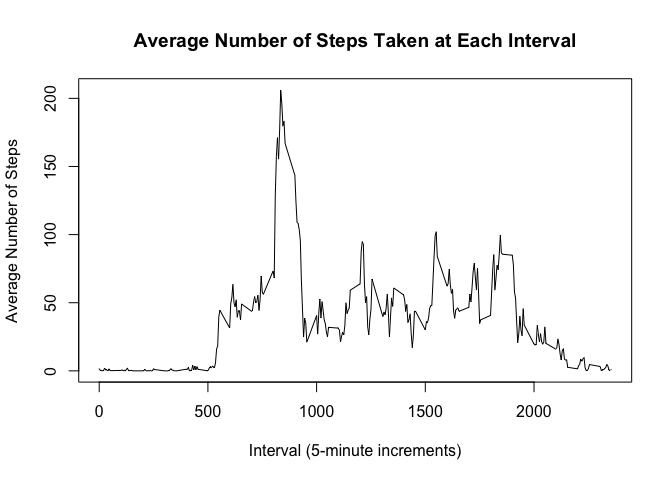 Average Number of Steps Taken at Each Interval
Average Number of Steps
200
150
100
50
0
0 500 1000 1500 2000
Interval (5-minute increments)